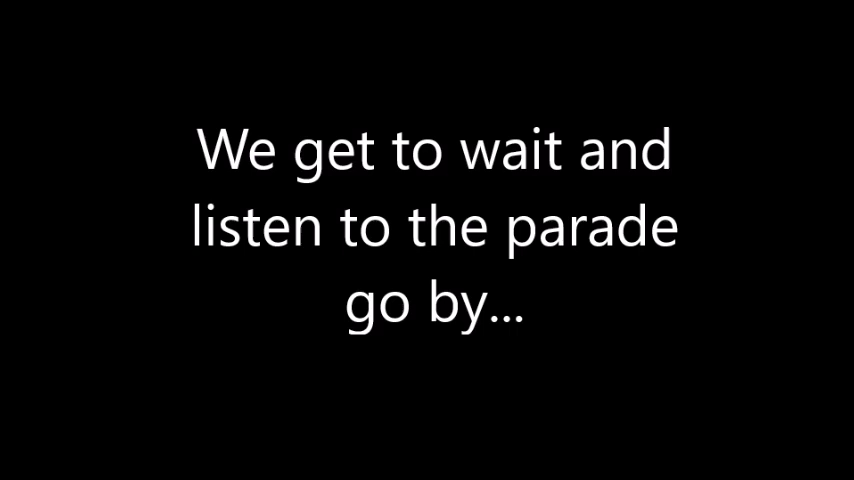 We get to wait and
listen to the parade
go by...